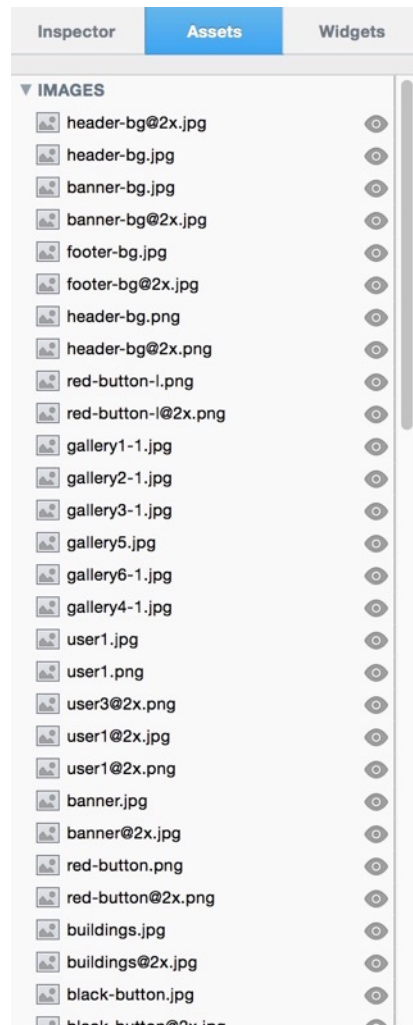 Inspector Assets Widgets
IMAGES
header-bg@2x.jpg
header-bg.jpg
banner-bg.jpg
banner-bg@2x.jpg
footer-bg.jpg
footer-bg@2x.jpg
header-bg.png
header-bg@2x.png
red-button-l.png
red-button-l@2x.png
gallery1-1.jpg
gallery2-1.jpg
gallery3-1.jpg
gallery5.jpg
gallery6-1.jpg
gallery4-1.jpg
user1.jpg
user1.png
user3@2x.png
user1@2x.jpg
user1@2x.png
banner.jpg
banner@2x.jpg
red-button.png
red-button@2x.png
buildings.jpg
buildings@2x.jpg
black-button.jpg
black-button@2x.jpg